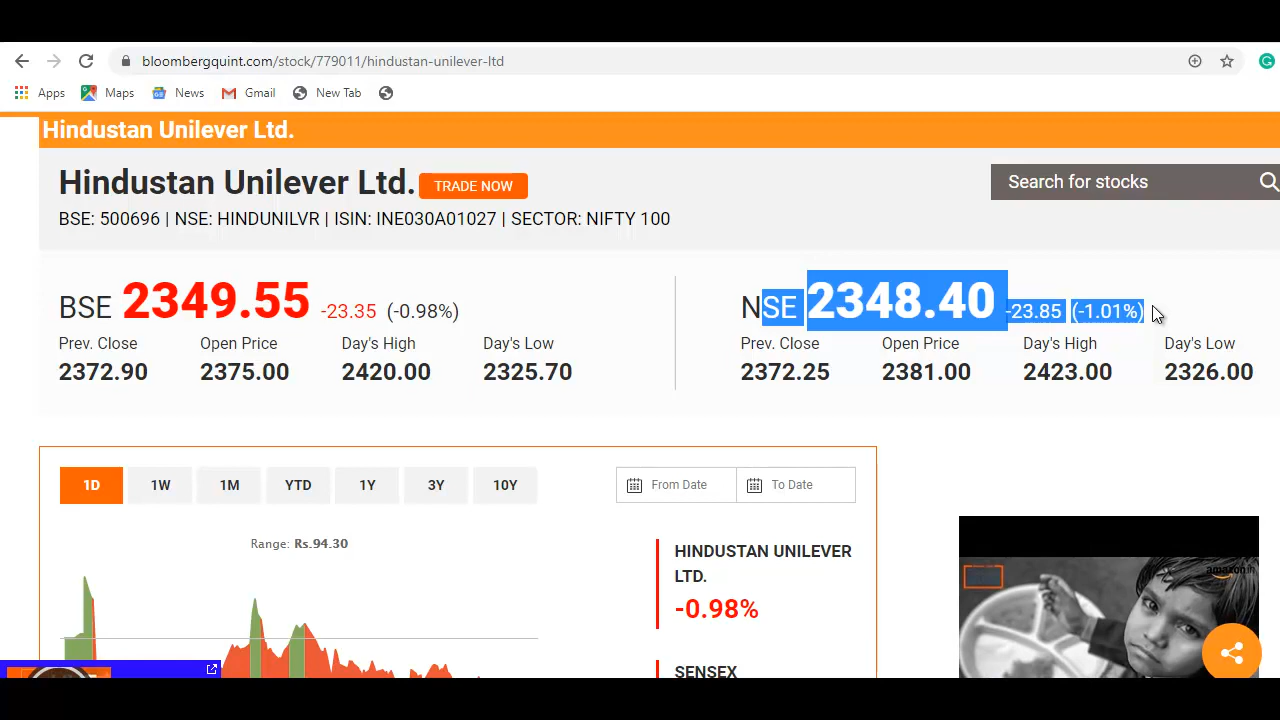 bloombergquint.com/stock/779011/hindustan-unilever-ltd
Apps Maps News Gmail New Tab
Hindustan Unilever Ltd.
Hindustan Unilever Ltd. TRADE NOW
Search for stocks
BSE: 500696 | NSE: HINDUNILVR | ISIN: INE030A01027 | SECTOR: NIFTY 100
BSE 2349.55 -23.35 (-0.98%)
Prev. Close Open Price Day's High Day's Low
2372.90 2375.00 2420.00 2325.70
NSE 2348.40 -23.85 (-1.01%)
Prev. Close Open Price Day's High Day's Low
2372.25 2381.00 2423.00 2326.00
1D 1W 1M YTD 1Y 3Y 10Y
From Date To Date
Range: Rs.94.30
HINDUSTAN UNILEVER
LTD.
-0.98%
SENSEX
amazon.in